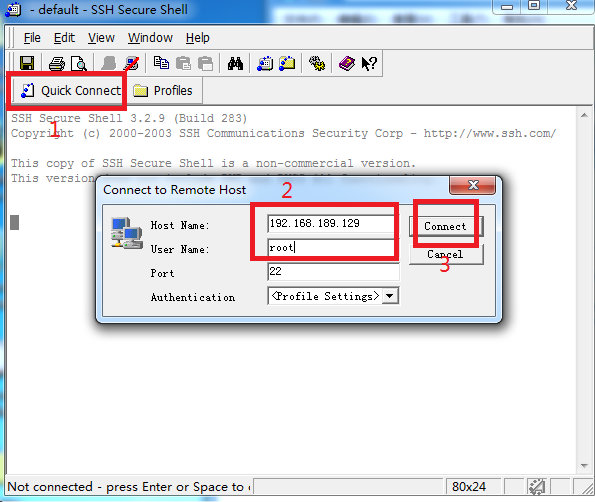 - default - SSH Secure Shell
File Edit View Window Help
Quick Connect Profiles
1
SSH Secure Shell 3.2.9 (Build 283)
Copyright (c) 2000-2003 SSH Communications Security Corp - http://www.ssh.com/
This copy of SSH Secure Shell is a non-commercial version.
This version
Connect to Remote Host
2
Host Name: 192.168.189.129 Connect
User Name: root Cancel
3
Port 22
Authentication <Profile Settings>
Not connected - press Enter or Space to 80x24